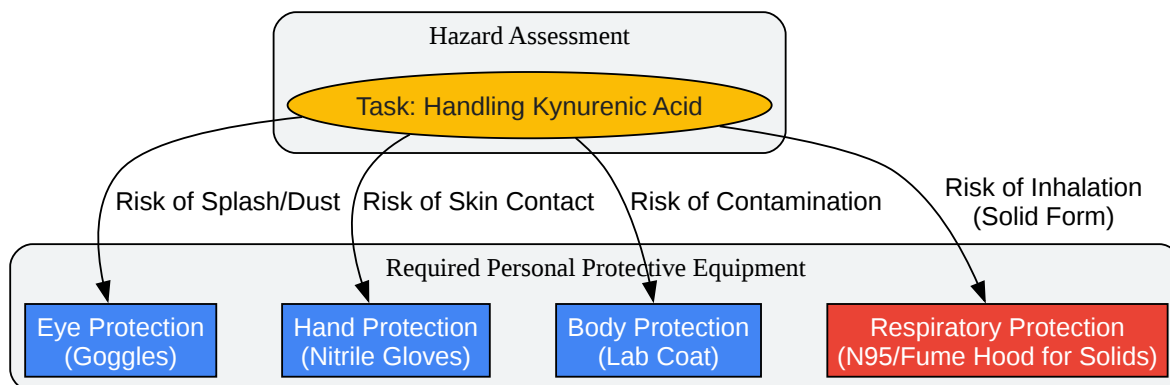 Hazard Assessment
Task: Handling Kynurenic Acid
Risk of Splash/Dust
Risk of Skin Contact
Risk of Contamination
Risk of Inhalation
(Solid Form)
Required Personal Protective Equipment
Eye Protection
(Goggles)
Hand Protection
(Nitrile Gloves)
Body Protection
(Lab Coat)
Respiratory Protection
(N95/Fume Hood for Solids)